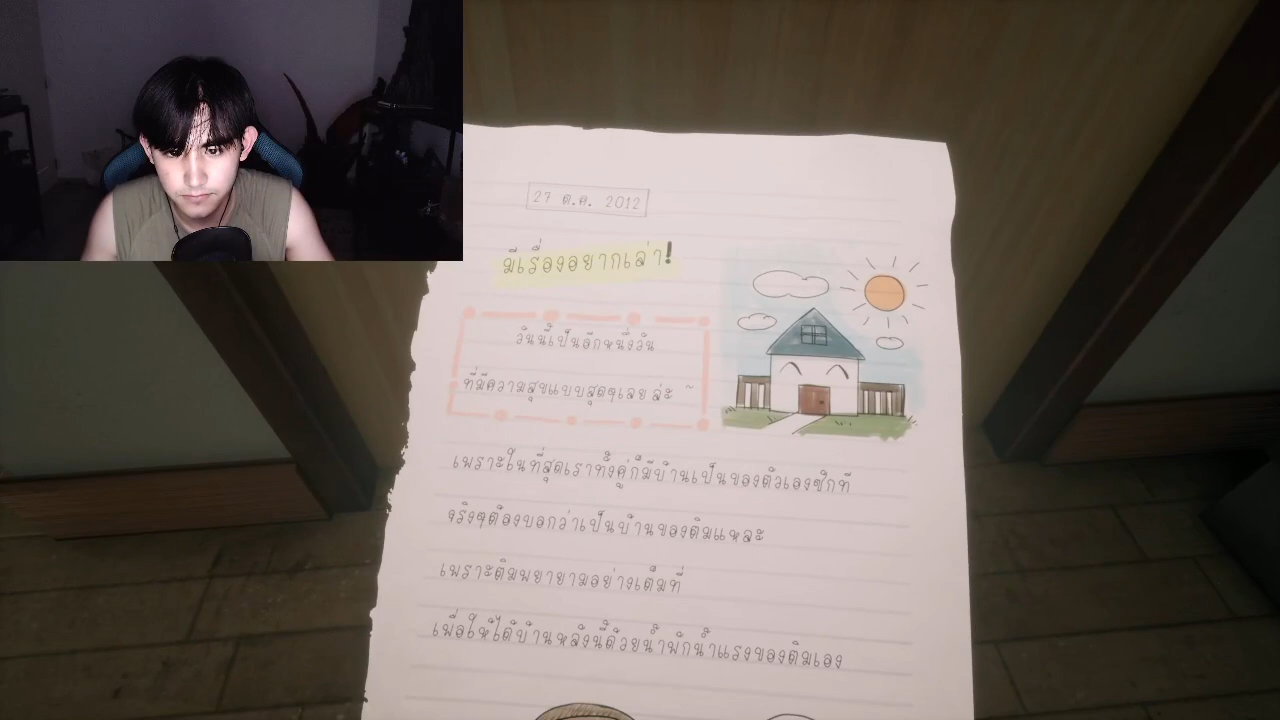 27 ต.ค. 2012
มีเรื่องอยากเล่า!
วันนี้เป็นอีกหนึ่งวัน
ที่มีความสุขแบบสุดๆเลย ล่ะ ~
เพราะในที่สุดเราทั้งคู่ก็มีบ้านเป็นของตัวเองซักที
จริงๆต้องบอกว่าเป็นบ้านของติมแหละ
เพราะติมพยายามอย่างเต็มที่
เพื่อให้ได้บ้านหลังนี้ด้วยน้ำพักน้ำแรงของติมเอง